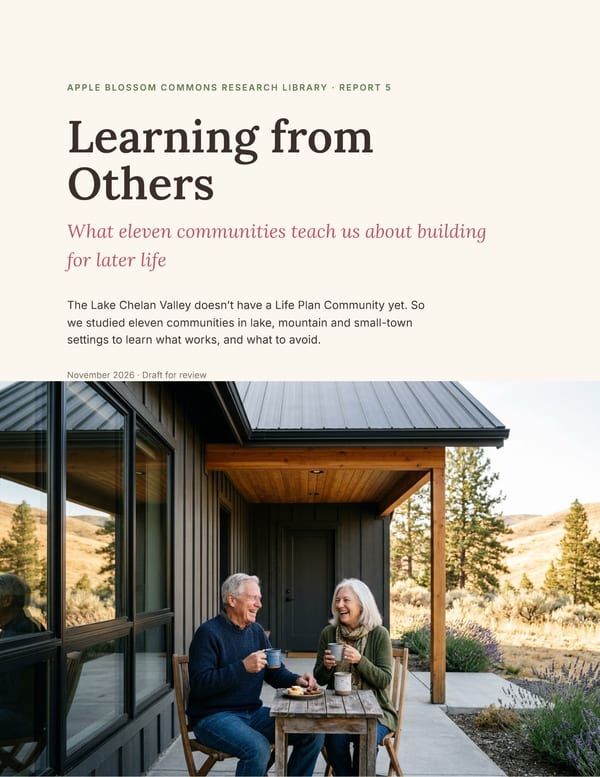 APPLE BLOSSOM COMMONS RESEARCH LIBRARY · REPORT 5
Learning from
Others
What eleven communities teach us about building
for later life
The Lake Chelan Valley doesn’t have a Life Plan Community yet. So
we studied eleven communities in lake, mountain and small-town
settings to learn what works, and what to avoid.
November 2026 · Draft for review